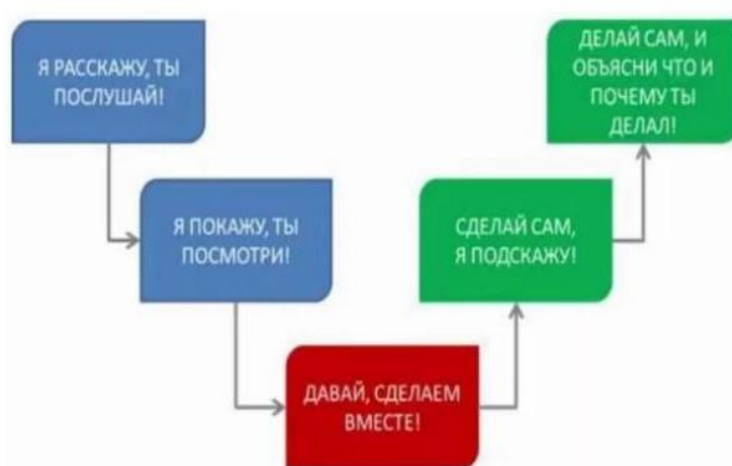 Я РАССКАЖУ, ТЫ
ПОСЛУШАЙ!
Я ПОКАЖУ, ТЫ
ПОСМОТРИ!
ДАВАЙ, СДЕЛАЕМ
ВМЕСТЕ!
СДЕЛАЙ САМ,
Я ПОДСКАЖУ!
ДЕЛАЙ САМ, И
ОБЪЯСНИ ЧТО И
ПОЧЕМУ ТЫ
ДЕЛАЛ!